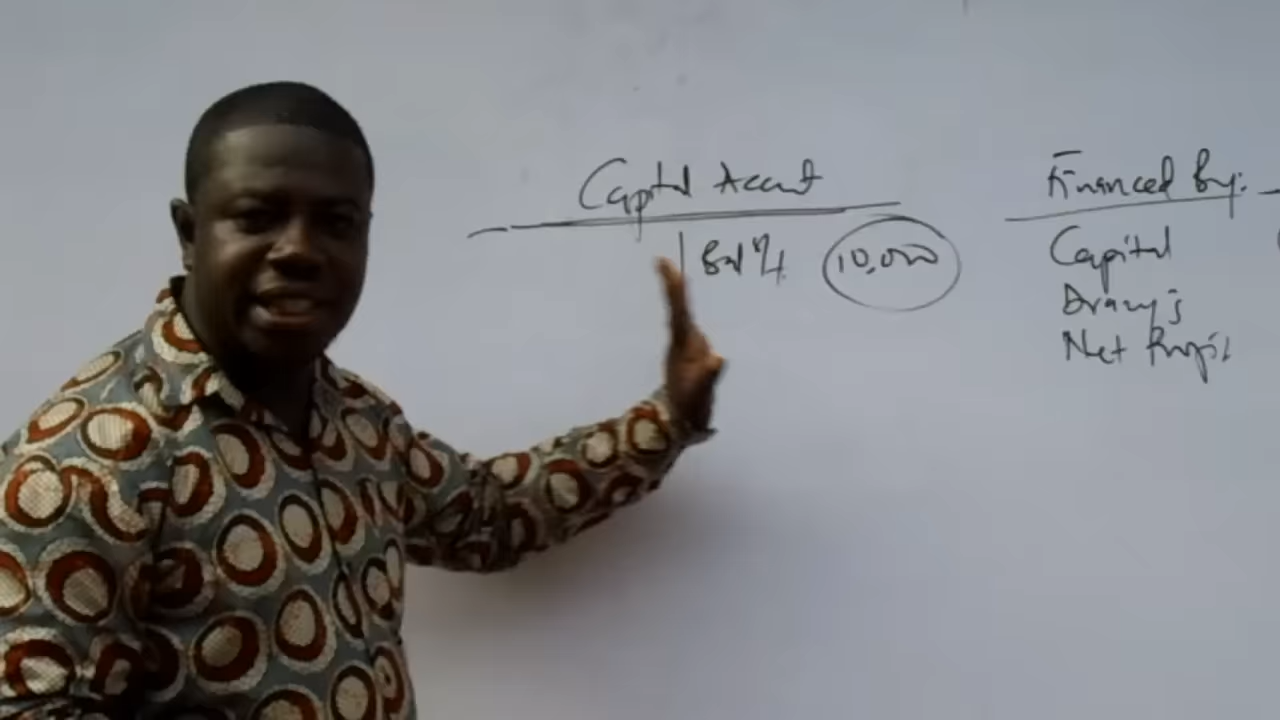 Capital Account
Bal b/f 10,000
Financed By:
Capital
Drawings
Net Profit